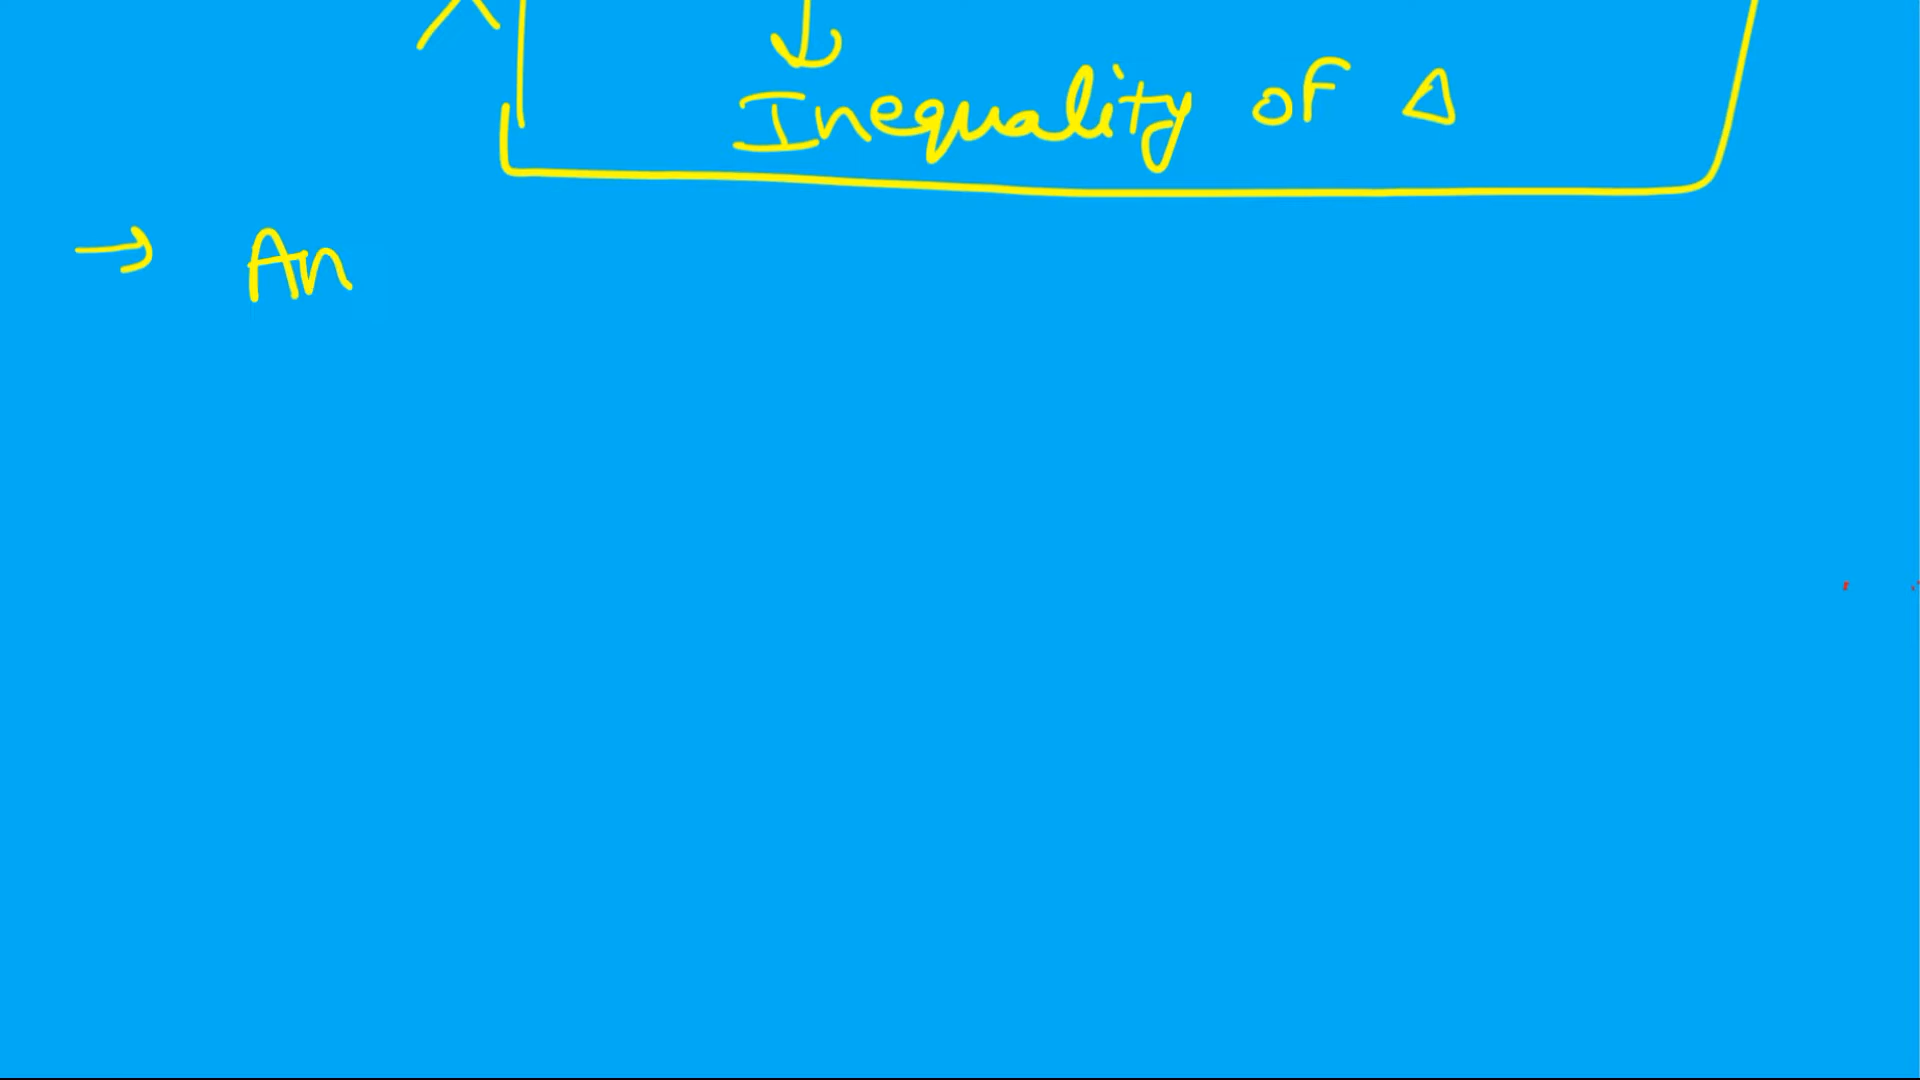 Inequality of Δ
→ An